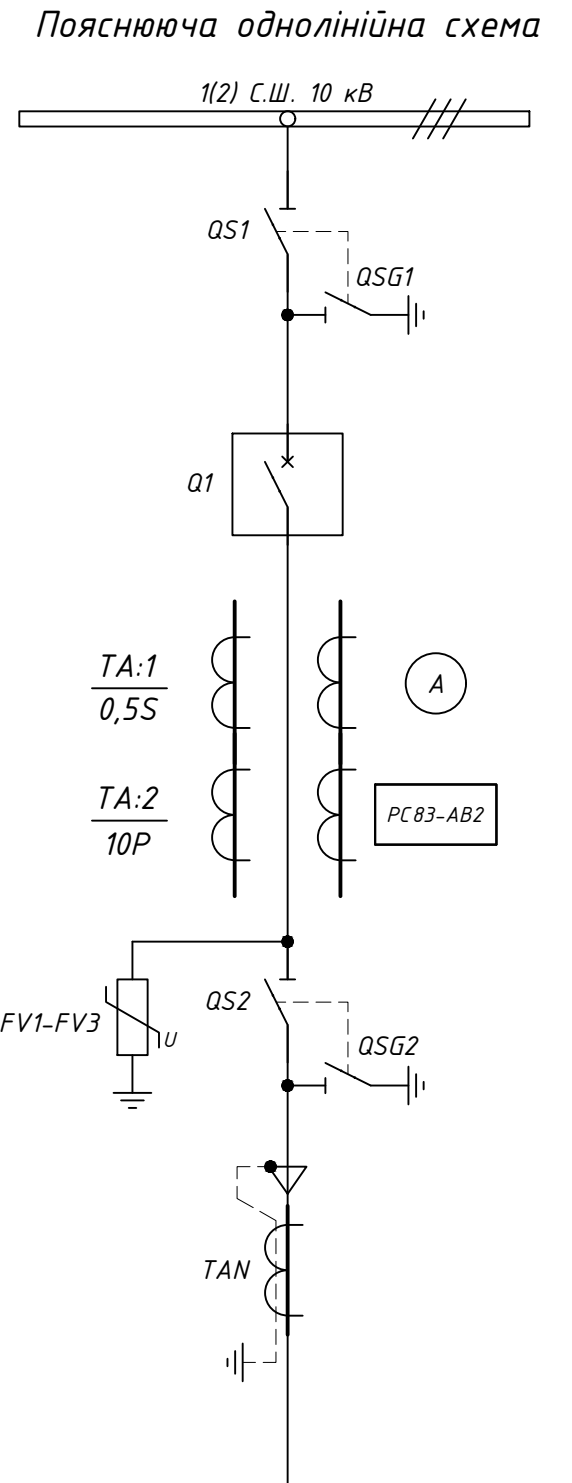 Пояснююча однолінійна схема
1(2) С.Ш. 10 кВ
QS1
QSG1
Q1
TA:1
0,5S
A
TA:2
10P
РС83-АВ2
QS2
FV1-FV3
U
QSG2
TAN